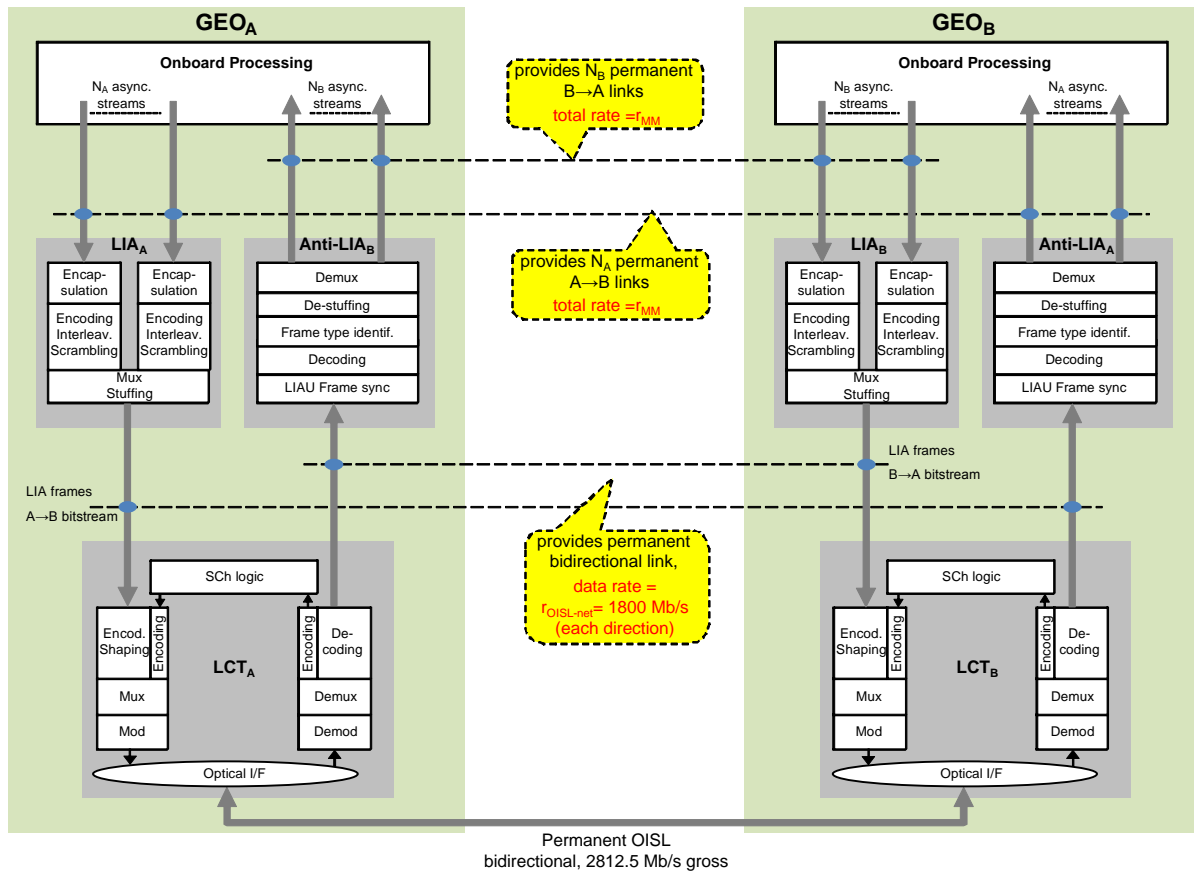 GEOA
Onboard Processing
NA async.
streams
NB async.
streams
LIAA
Encap-
sulation
Encoding
Interleav.
Scrambling
Encap-
sulation
Encoding
Interleav.
Scrambling
Mux
Stuffing
Anti-LIAB
Demux
De-stuffing
Frame type identif.
Decoding
LIAU Frame sync
LIA frames
A→B bitstream
SCh logic
Encod.
Shaping
Encoding
Mux
Mod
LCTA
Encoding
De-
coding
Demux
Demod
Optical I/F
provides NB permanent
B→A links
total rate =rMM
provides NA permanent
A→B links
total rate =rMM
provides permanent
bidirectional link,
data rate =
rOISL-net= 1800 Mb/s
(each direction)
GEOB
Onboard Processing
NB async.
streams
NA async.
streams
LIAB
Encap-
sulation
Encoding
Interleav.
Scrambling
Encap-
sulation
Encoding
Interleav.
Scrambling
Mux
Stuffing
Anti-LIAA
Demux
De-stuffing
Frame type identif.
Decoding
LIAU Frame sync
LIA frames
B→A bitstream
SCh logic
Encod.
Shaping
Encoding
Mux
Mod
LCTB
Encoding
De-
coding
Demux
Demod
Optical I/F
Permanent OISL
bidirectional, 2812.5 Mb/s gross